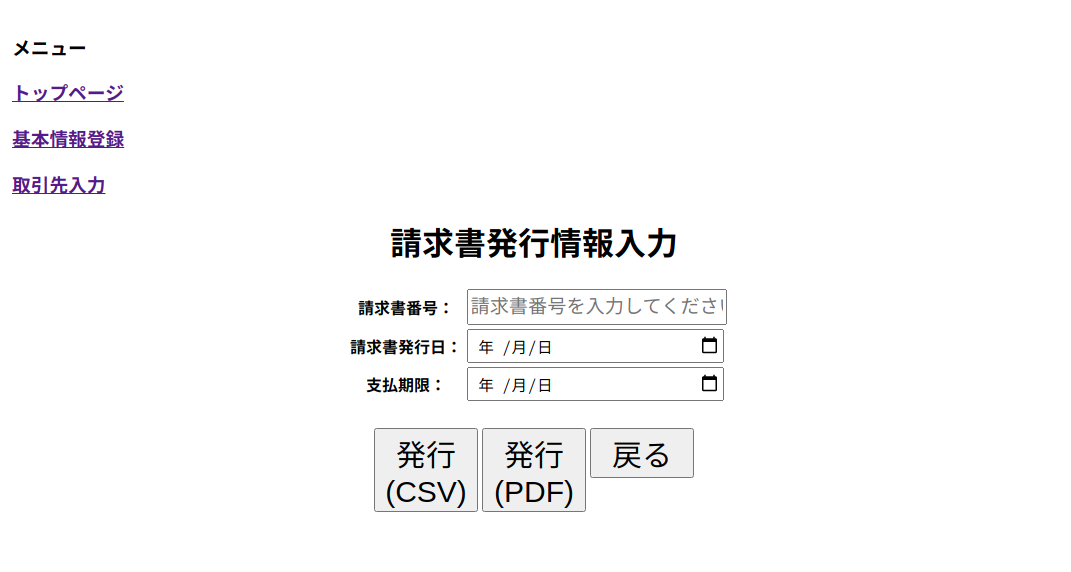 メニュー
トップページ
基本情報登録
取引先入力
請求書発行情報入力
請求書番号： 請求書番号を入力してくださ
請求書発行日： 年 /月/日
支払期限： 年 /月/日
発行 発行 戻る
(CSV) (PDF)